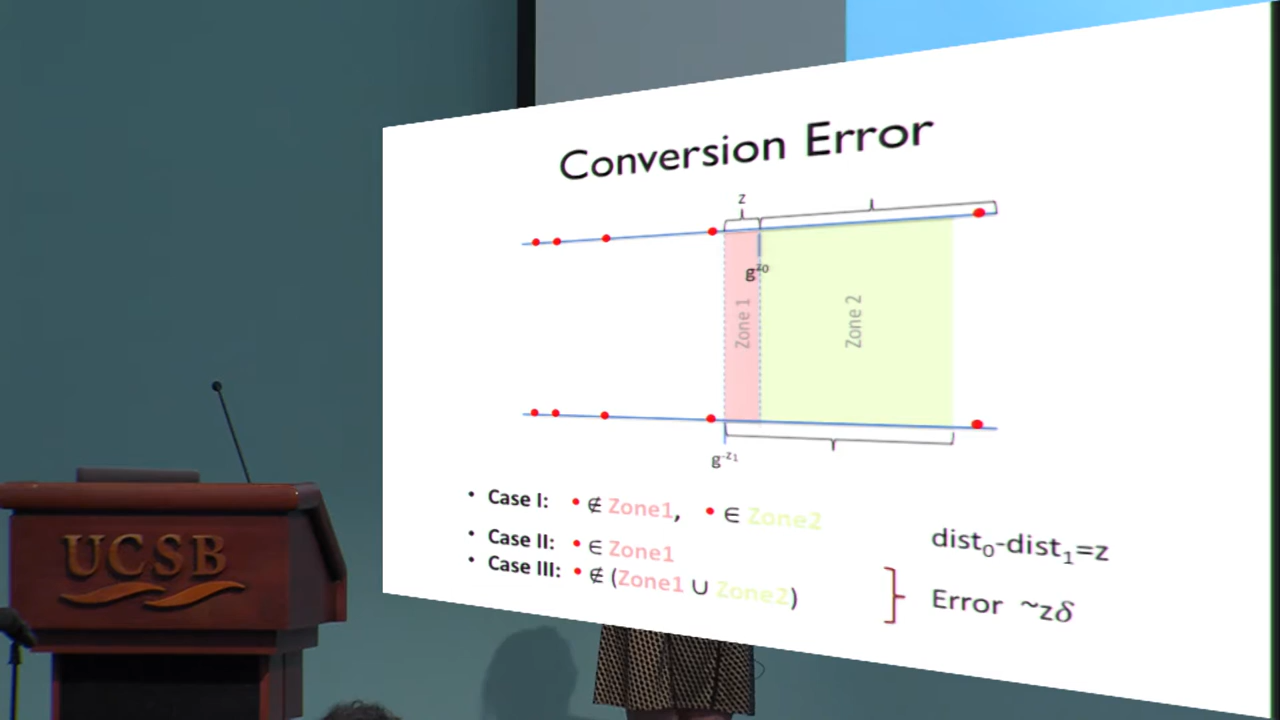 Conversion Error
z
g^z0
Zone 1
Zone 2
g^-z1
• Case I: • ∉ Zone1, • ∈ Zone2
• Case II: • ∈ Zone1
• Case III: • ∉ (Zone1 ∪ Zone2)
dist₀-dist₁=z
Error ~zδ
UCSB